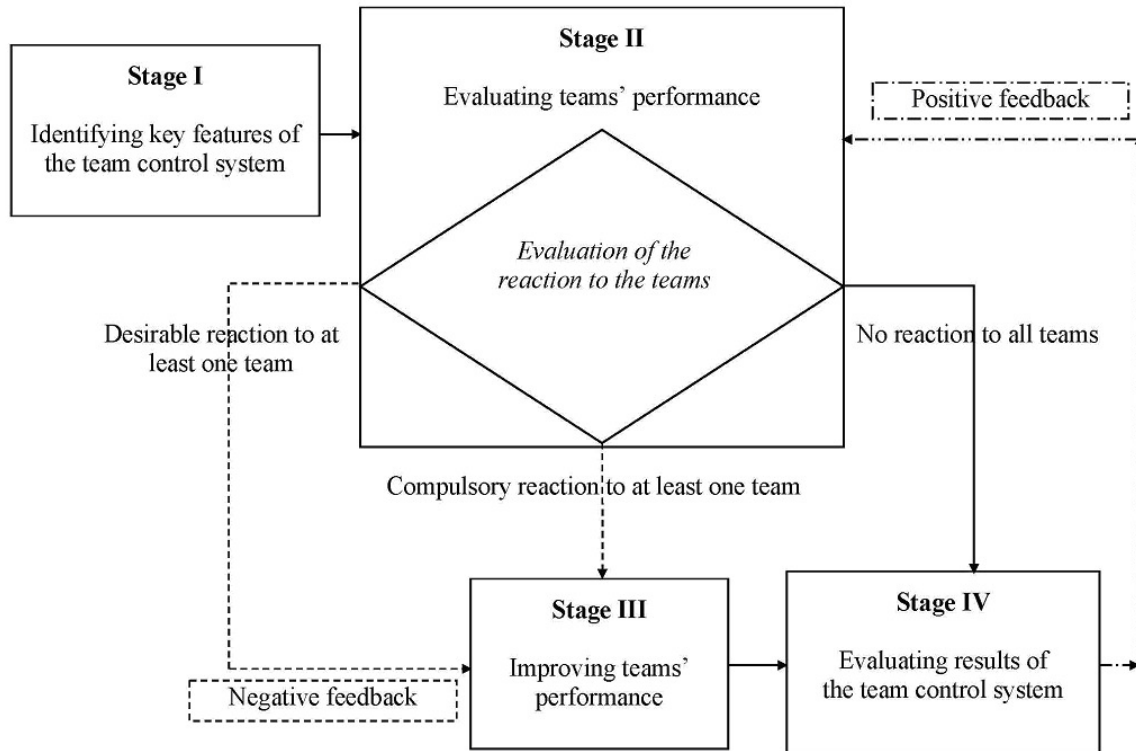 Stage I
Identifying key features of
the team control system
Stage II
Evaluating teams’ performance
Evaluation of the
reaction to the teams
Positive feedback
Desirable reaction to at
least one team
No reaction to all teams
Compulsory reaction to at least one team
Stage III
Improving teams’
performance
Stage IV
Evaluating results of
the team control system
Negative feedback